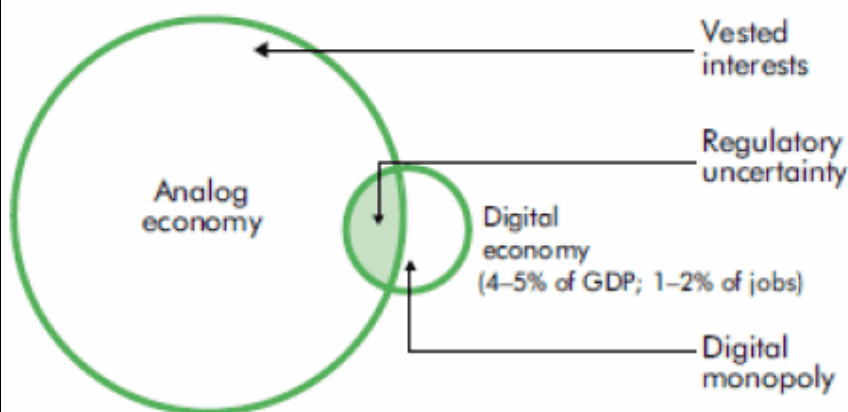 Vested
interests
Regulatory
uncertainty
Analog
economy
Digital
economy
(4–5% of GDP; 1–2% of jobs)
Digital
monopoly